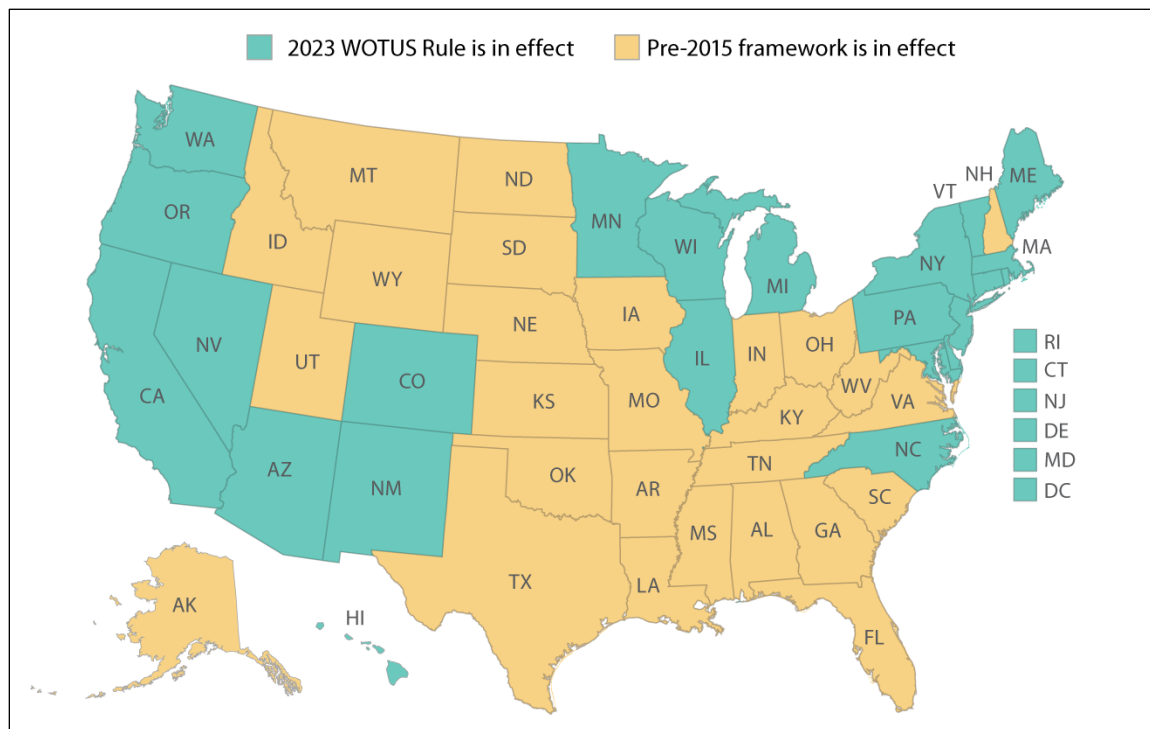 2023 WOTUS Rule is in effect Pre-2015 framework is in effect
WA
OR
CA
NV
ID
MT
WY
UT
AZ
CO
NM
ND
SD
NE
KS
OK
TX
MN
IA
MO
AR
LA
WI
IL
MI
IN
OH
KY
TN
MS
AL
GA
FL
SC
NC
VA
WV
PA
NY
VT
NH
ME
MA
RI
CT
NJ
DE
MD
DC
AK
HI